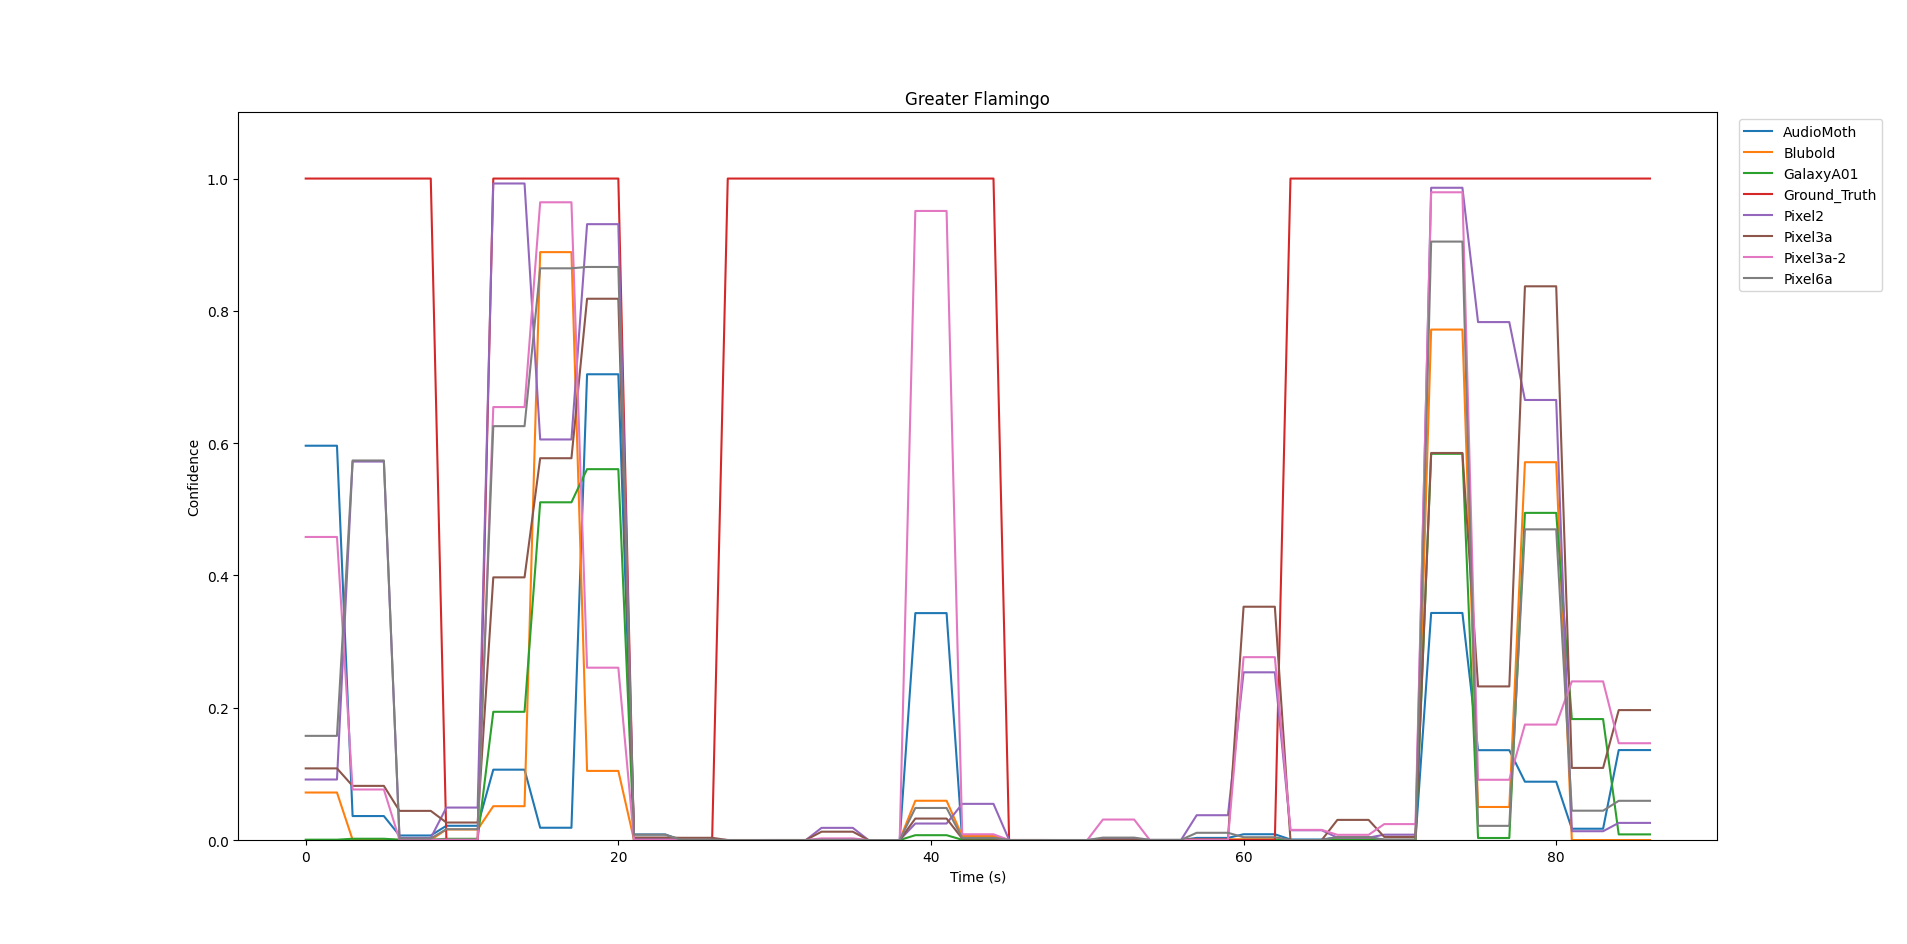 Greater Flamingo
AudioMoth
Blubold
GalaxyA01
Ground_Truth
Pixel2
Pixel3a
Pixel3a-2
Pixel6a
1.0
0.8
0.6
0.4
0.2
0.0
Confidence
0 20 40 60 80
Time (s)